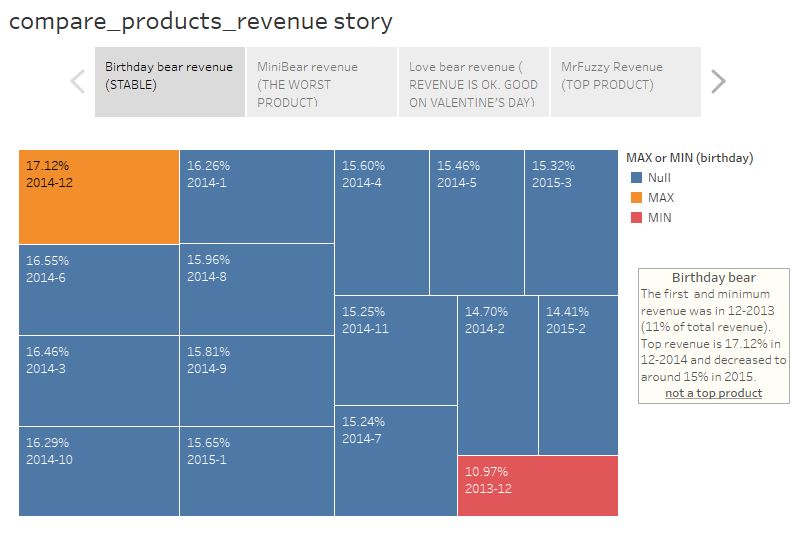 compare_products_revenue story
Birthday bear revenue
(STABLE)
MiniBear revenue
(THE WORST
PRODUCT)
Love bear revenue (
REVENUE IS OK. GOOD
ON VALENTINE'S DAY)
MrFuzzy Revenue
(TOP PRODUCT)
17.12%
2014-12
16.26%
2014-1
15.60%
2014-4
15.46%
2014-5
15.32%
2015-3
16.55%
2014-6
15.96%
2014-8
15.25%
2014-11
14.70%
2014-2
14.41%
2015-2
16.46%
2014-3
15.81%
2014-9
15.24%
2014-7
16.29%
2014-10
15.65%
2015-1
10.97%
2013-12
MAX or MIN (birthday)
Null
MAX
MIN
Birthday bear
The first and minimum
revenue was in 12-2013
(11% of total revenue).
Top revenue is 17.12% in
12-2014 and decreased to
around 15% in 2015.
not a top product